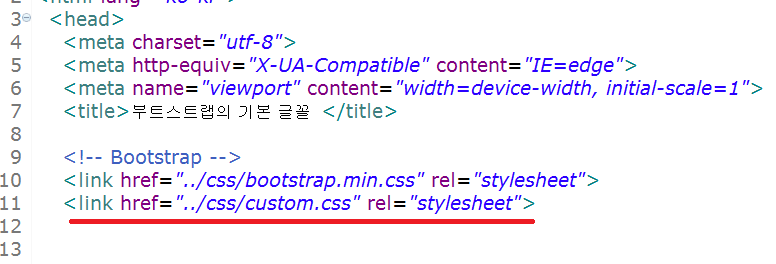 3 <head>
4 <meta charset="utf-8">
5 <meta http-equiv="X-UA-Compatible" content="IE=edge">
6 <meta name="viewport" content="width=device-width, initial-scale=1">
7 <title>부트스트랩의 기본 글꼴 </title>
8
9 <!-- Bootstrap -->
10 <link href="../css/bootstrap.min.css" rel="stylesheet">
11 <link href="../css/custom.css" rel="stylesheet">
12
13